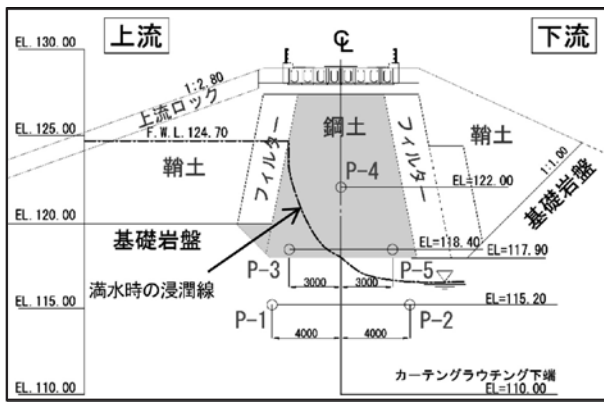 EL. 130.00
上流
℄
下流
1:2.80
上流ロック
EL. 125.00
F.W.L. 124.70
フィルター
鋼土
フィルター
鞘土
鞘土
P-4
EL=122.00
1:1.00
基礎岩盤
EL. 120.00
基礎岩盤
EL=118.40
EL=117.90
P-3
P-5
3000
3000
満水時の浸潤線
EL. 115.00
EL=115.20
P-1
P-2
4000
4000
カーテングラウチング下端
EL. 110.00
EL=110.00